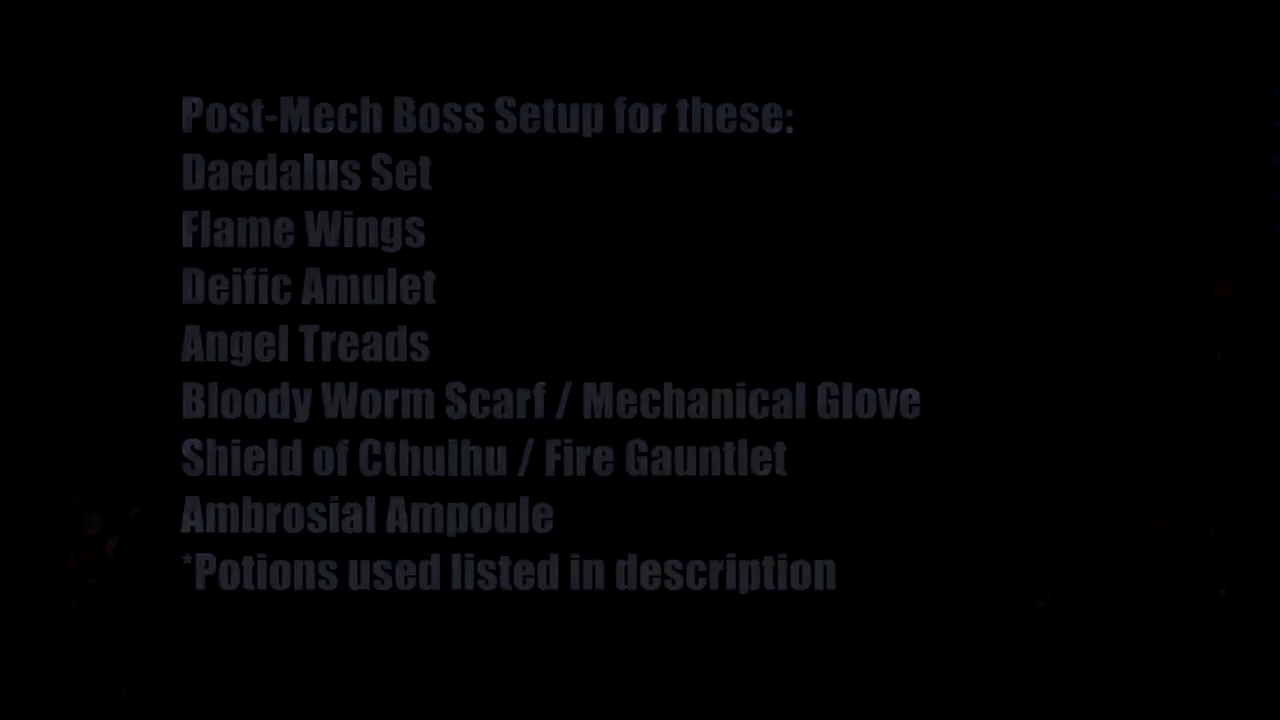 Post-Mech Boss Setup for these:
Daedalus Set
Flame Wings
Deific Amulet
Angel Treads
Bloody Worm Scarf / Mechanical Glove
Shield of Cthulhu / Fire Gauntlet
Ambrosial Ampoule
*Potions used listed in description